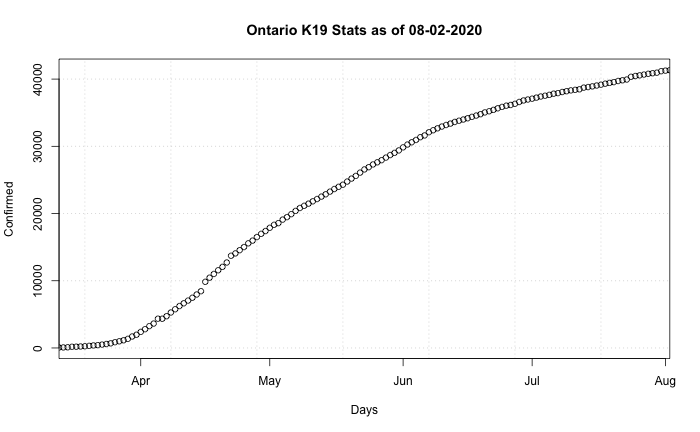 Ontario K19 Stats as of 08-02-2020
Confirmed
40000
30000
20000
10000
0
Apr May Jun Jul Aug
Days